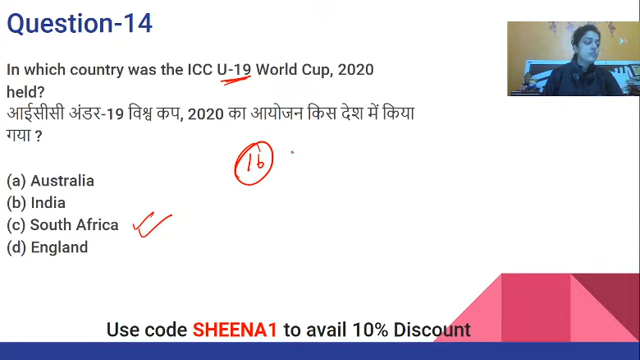 Question-14
In which country was the ICC U-19 World Cup, 2020
held?
आईसीसी अंडर-19 विश्व कप, 2020 का आयोजन किस देश में किया
गया ?
16
(a) Australia
(b) India
(c) South Africa
(d) England
Use code SHEENA1 to avail 10% Discount